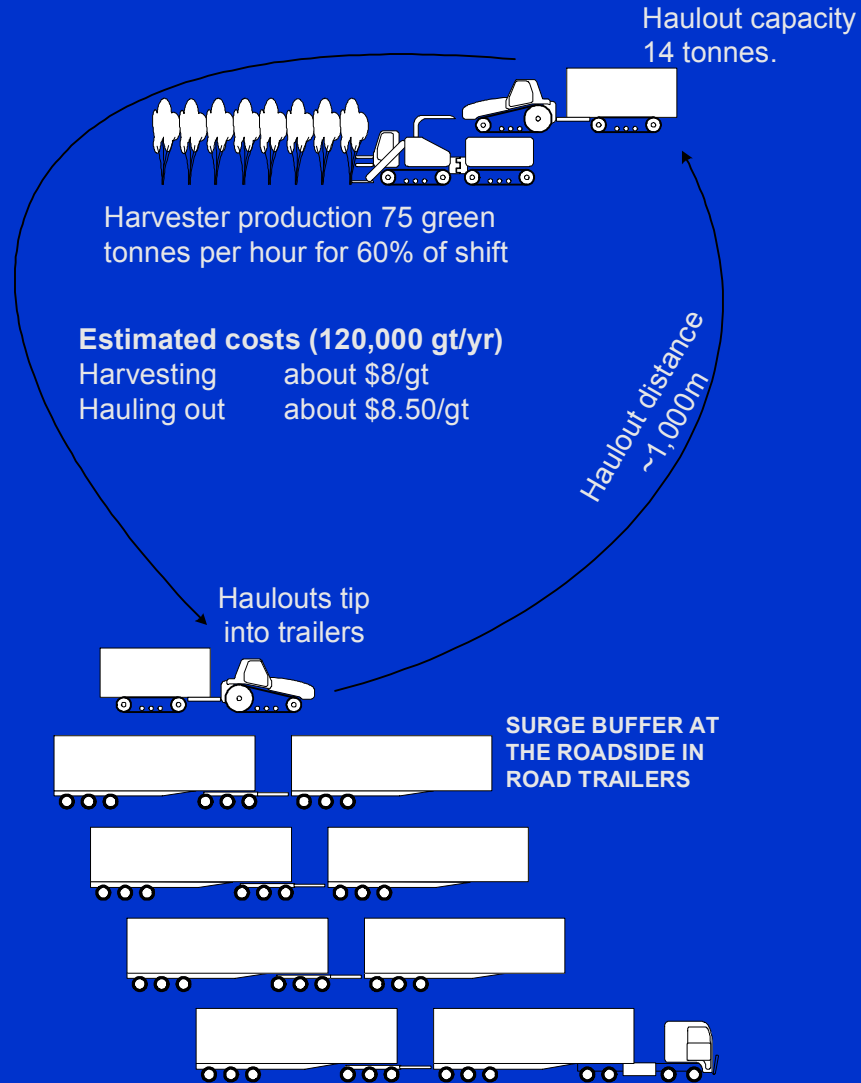 Haulout capacity
14 tonnes.
Harvester production 75 green
tonnes per hour for 60% of shift
Estimated costs (120,000 gt/yr)
Harvesting about $8/gt
Hauling out about $8.50/gt
Haulout distance
~1,000m
Haulouts tip
into trailers
SURGE BUFFER AT
THE ROADSIDE IN
ROAD TRAILERS